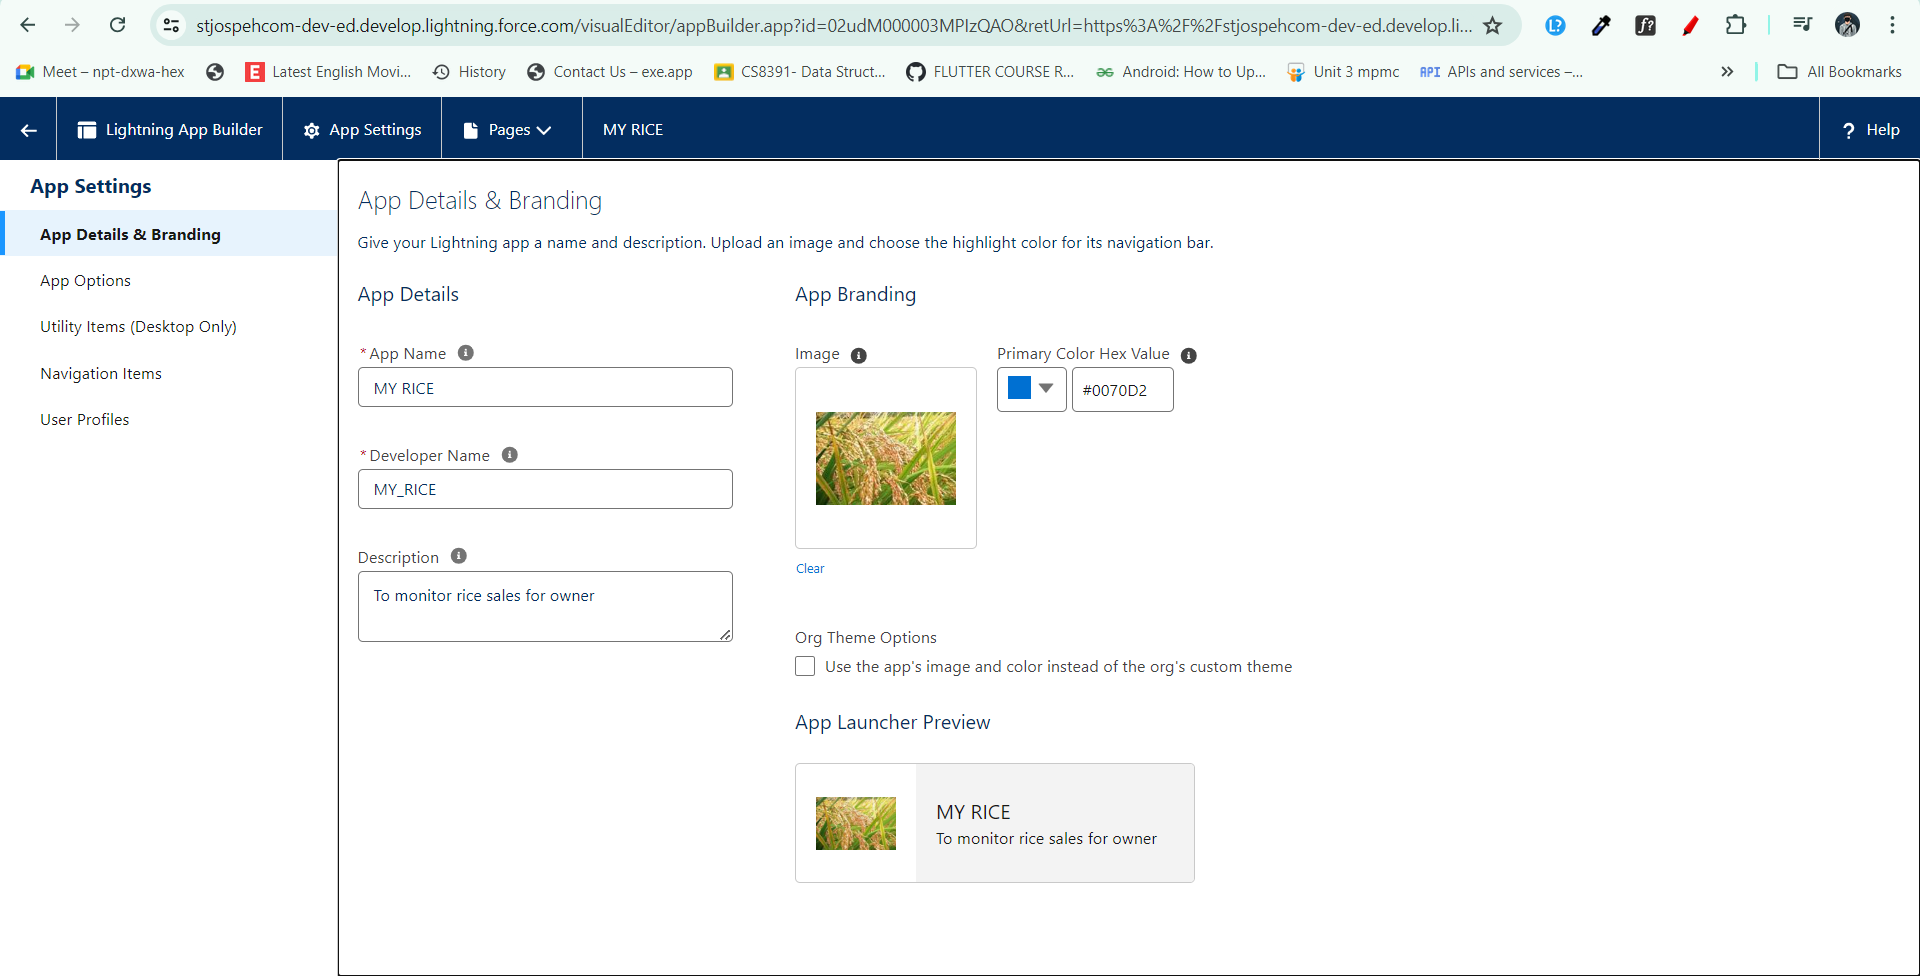 stjospehcom-dev-ed.develop.lightning.force.com/visualEditor/appBuilder.app?id=02udM000003MPIzQAO&retUrl=https%3A%2F%2Fstjospehcom-dev-ed.develop.li...
Meet – npt-dxwa-hex
E Latest English Movi...
History
Contact Us – exe.app
CS8391- Data Struct...
FLUTTER COURSE R...
Android: How to Up...
Unit 3 mpmc
API APIs and services –...
All Bookmarks
Lightning App Builder
App Settings
Pages
MY RICE
? Help
App Settings
App Details & Branding
App Options
Utility Items (Desktop Only)
Navigation Items
User Profiles
App Details & Branding
Give your Lightning app a name and description. Upload an image and choose the highlight color for its navigation bar.
App Details
*App Name
MY RICE
*Developer Name
MY_RICE
Description
To monitor rice sales for owner
App Branding
Image
Clear
Primary Color Hex Value
#0070D2
Org Theme Options
Use the app's image and color instead of the org's custom theme
App Launcher Preview
MY RICE
To monitor rice sales for owner